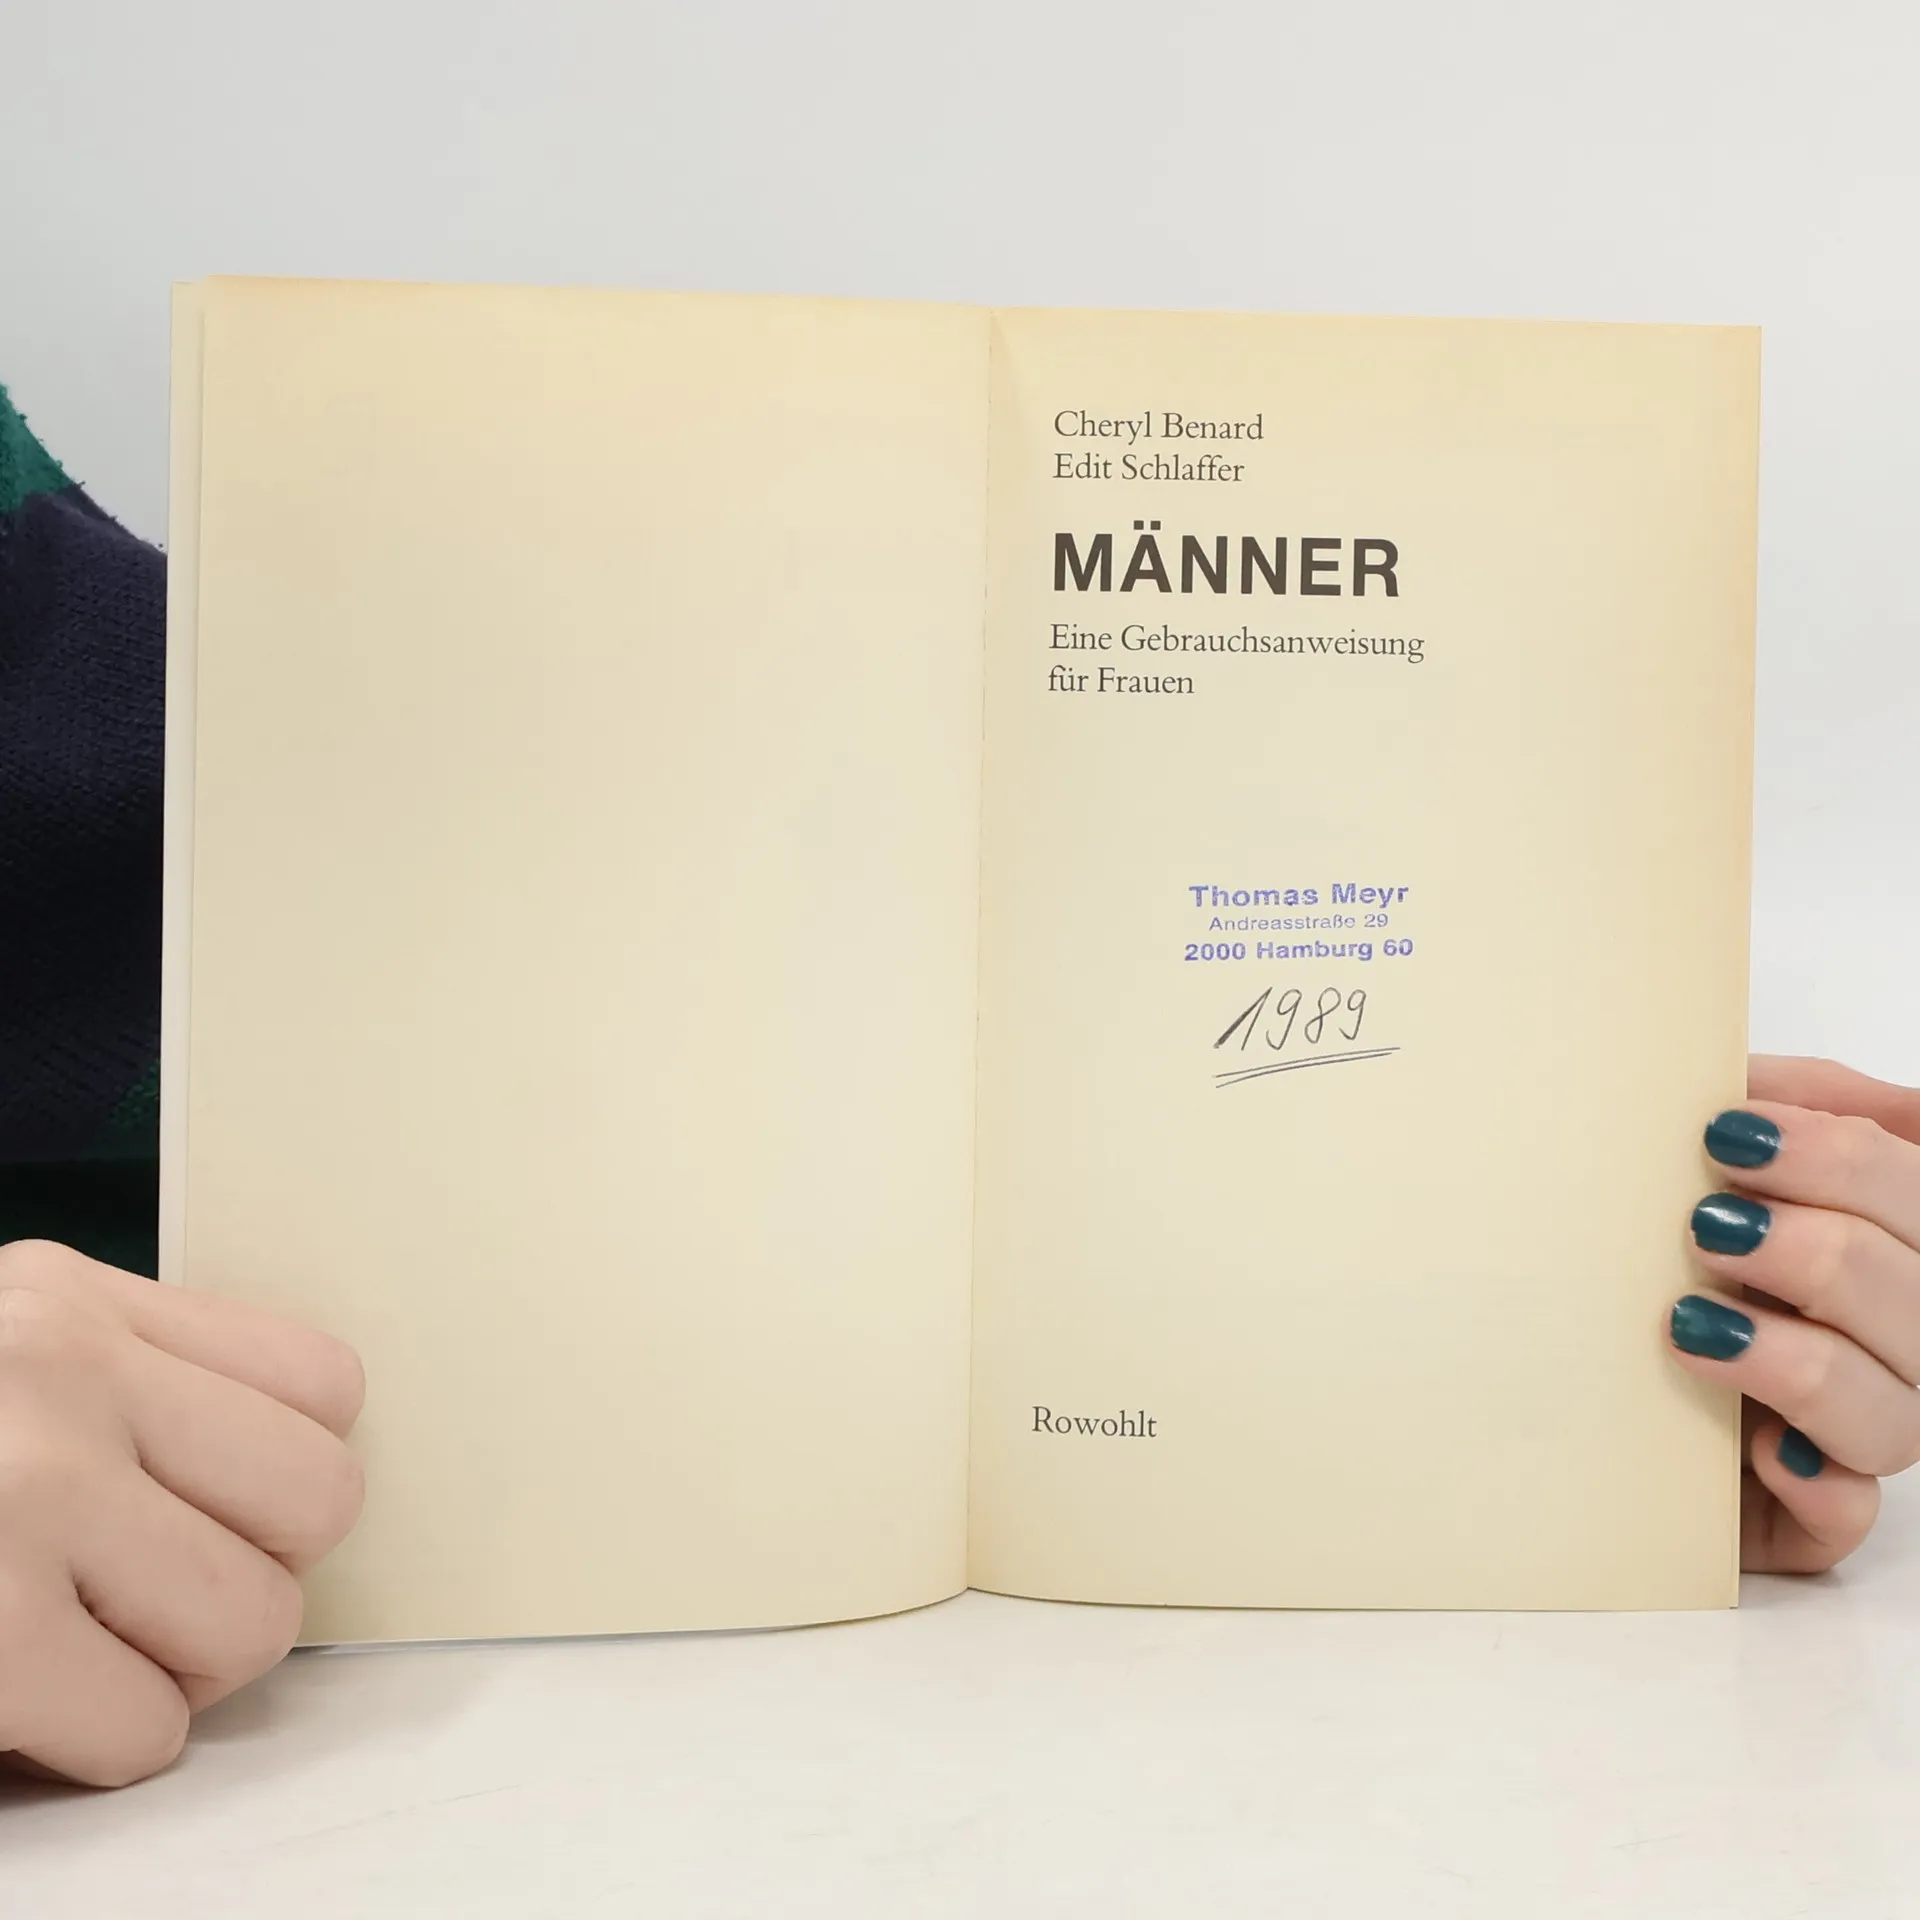 Cheryl Benard
Edit Schlaffer
MÄNNER
Eine Gebrauchsanweisung
für Frauen
Thomas Meyr
Andreasstraße 29
2000 Hamburg 60
1989
Rowohlt